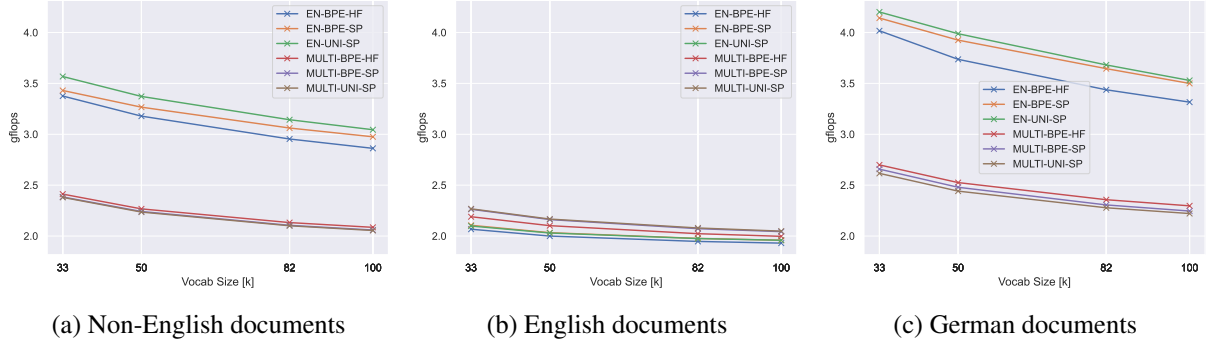 EN-BPE-HF
EN-BPE-SP
EN-UNI-SP
MULTI-BPE-HF
MULTI-BPE-SP
MULTI-UNI-SP
4.0
3.5
3.0
2.5
2.0
gflops
33 50 82 100
Vocab Size [k]
(a) Non-English documents
EN-BPE-HF
EN-BPE-SP
EN-UNI-SP
MULTI-BPE-HF
MULTI-BPE-SP
MULTI-UNI-SP
4.0
3.5
3.0
2.5
2.0
gflops
33 50 82 100
Vocab Size [k]
(b) English documents
4.0
3.5
3.0
2.5
2.0
gflops
EN-BPE-HF
EN-BPE-SP
EN-UNI-SP
MULTI-BPE-HF
MULTI-BPE-SP
MULTI-UNI-SP
33 50 82 100
Vocab Size [k]
(c) German documents